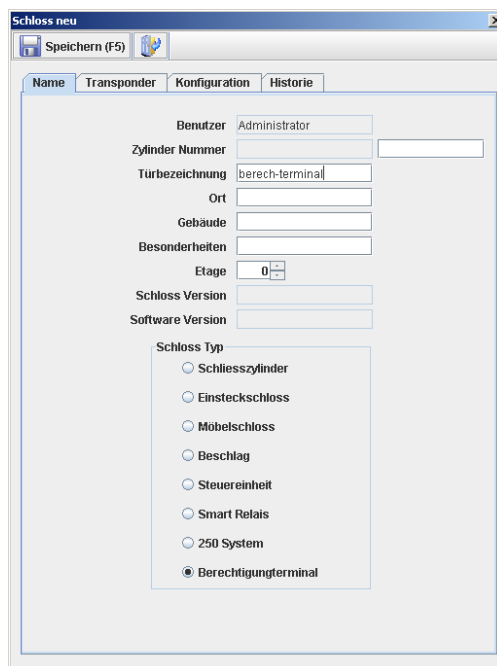 Schloss neu
Speichern (F5)
Name Transponder Konfiguration Historie
Benutzer Administrator
Zylinder Nummer
Türbezeichnung berech-terminal
Ort
Gebäude
Besonderheiten
Etage 0
Schloss Version
Software Version
Schloss Typ
Schliesszylinder
Einsteckschloss
Möbelschloss
Beschlag
Steuereinheit
Smart Relais
250 System
Berechtigungterminal